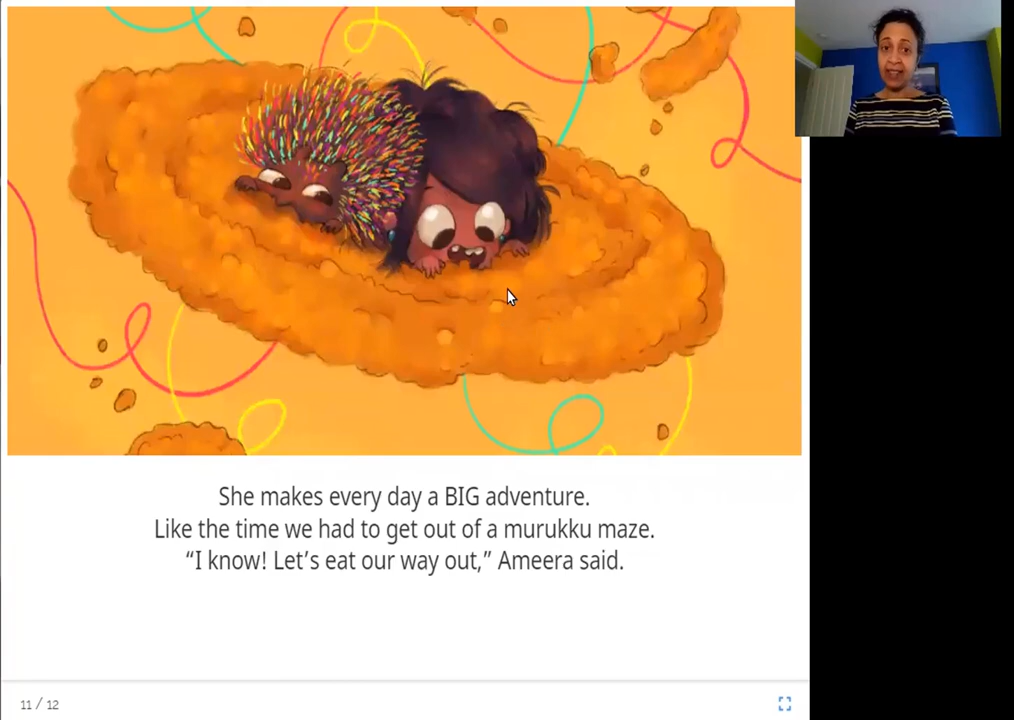 She makes every day a BIG adventure.
Like the time we had to get out of a murukku maze.
“I know! Let’s eat our way out,” Ameera said.
11 / 12